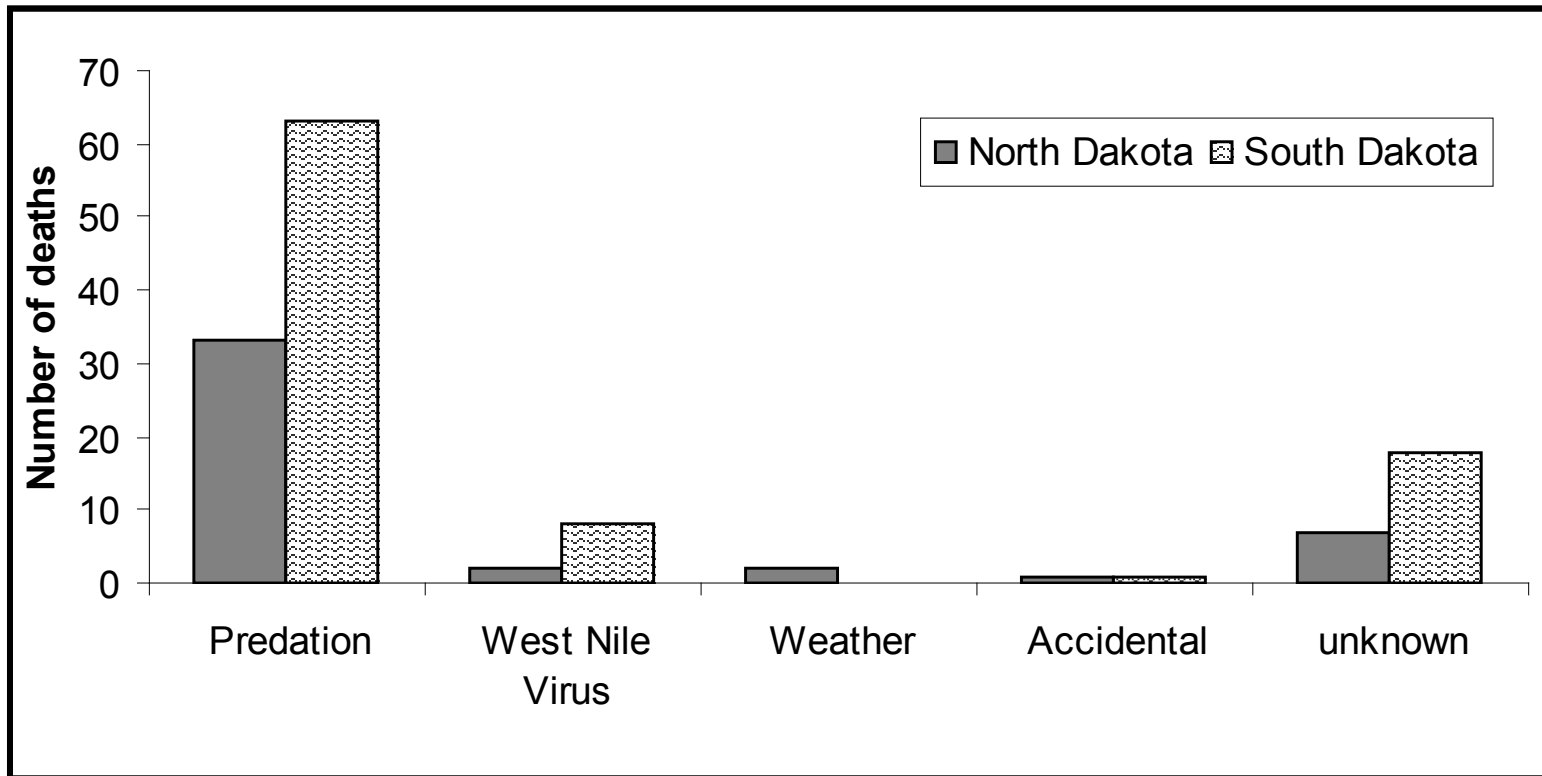 Number of deaths
70
60
50
40
30
20
10
0
North Dakota South Dakota
Predation
West Nile
Virus
Weather
Accidental
unknown